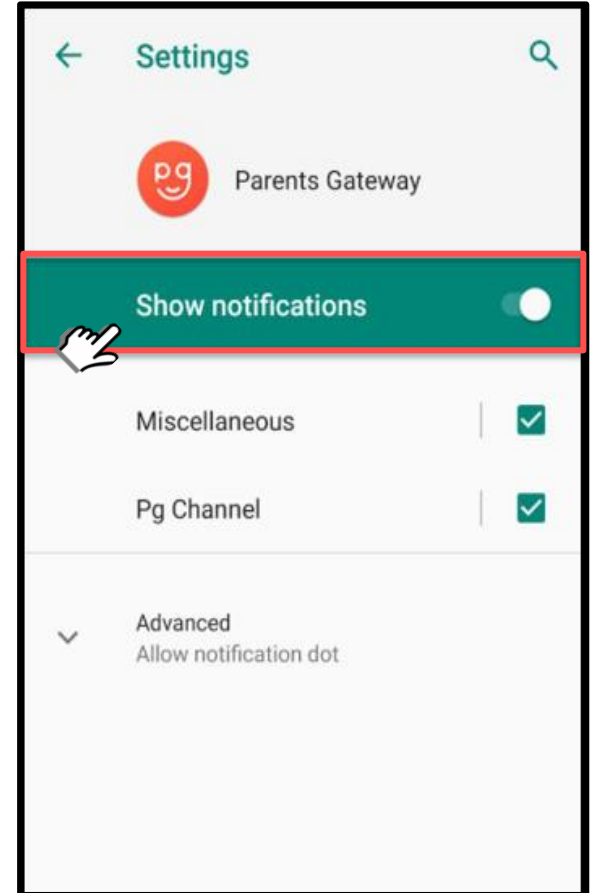 Settings
pg
Parents Gateway
Show notifications
Miscellaneous
Pg Channel
Advanced
Allow notification dot